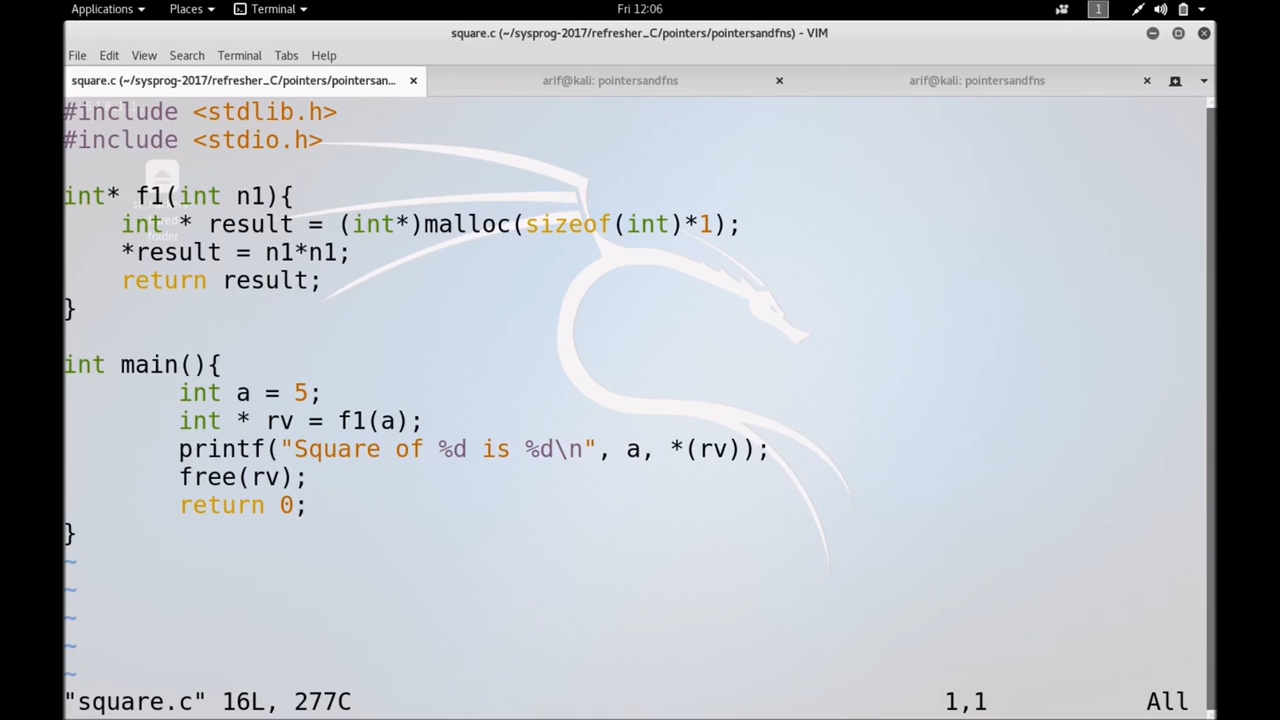 Applications Places Terminal Fri 12:06 1
square.c (~/sysprog-2017/refresher_C/pointers/pointersandfns) - VIM
File Edit View Search Terminal Tabs Help
square.c (~/sysprog-2017/refresher_C/pointers/pointersan... × arif@kali: pointersandfns × arif@kali: pointersandfns ×
#include <stdlib.h>
#include <stdio.h>
int* f1(int n1){
int * result = (int*)malloc(sizeof(int)*1);
*result = n1*n1;
return result;
}
int main(){
int a = 5;
int * rv = f1(a);
printf("Square of %d is %d\n", a, *(rv));
free(rv);
return 0;
}
~
~
~
~
~
"square.c" 16L, 277C 1,1 All